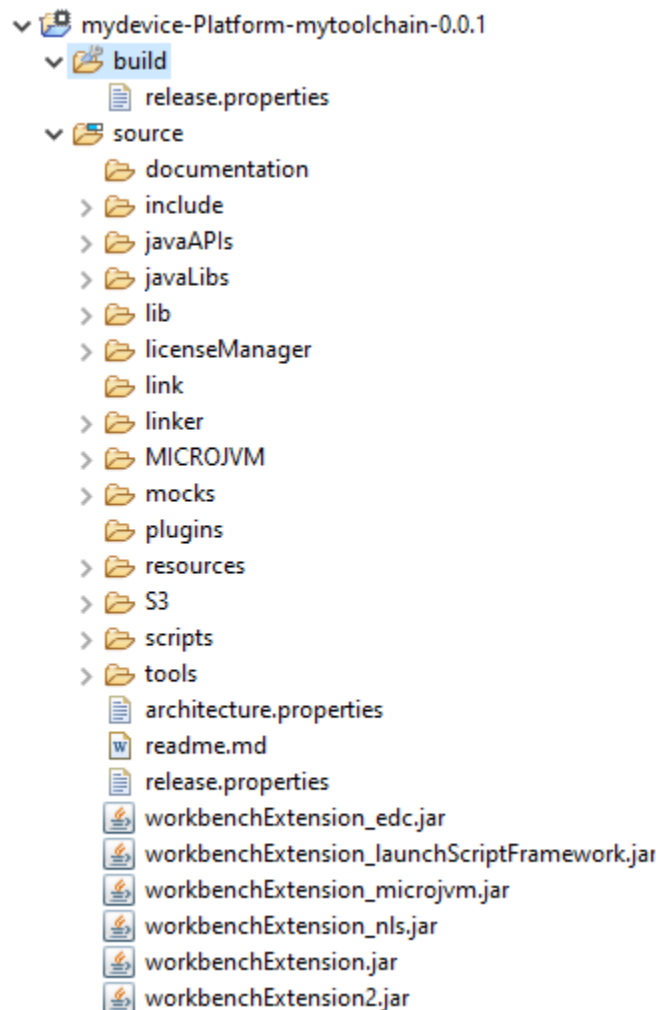 mydevice-Platform-mytoolchain-0.0.1
build
release.properties
source
documentation
include
javaAPIs
javaLibs
lib
licenseManager
link
linker
MICROJVM
mocks
plugins
resources
S3
scripts
tools
architecture.properties
readme.md
release.properties
workbenchExtension_edc.jar
workbenchExtension_launchScriptFramework.jar
workbenchExtension_microjvm.jar
workbenchExtension_nls.jar
workbenchExtension.jar
workbenchExtension2.jar